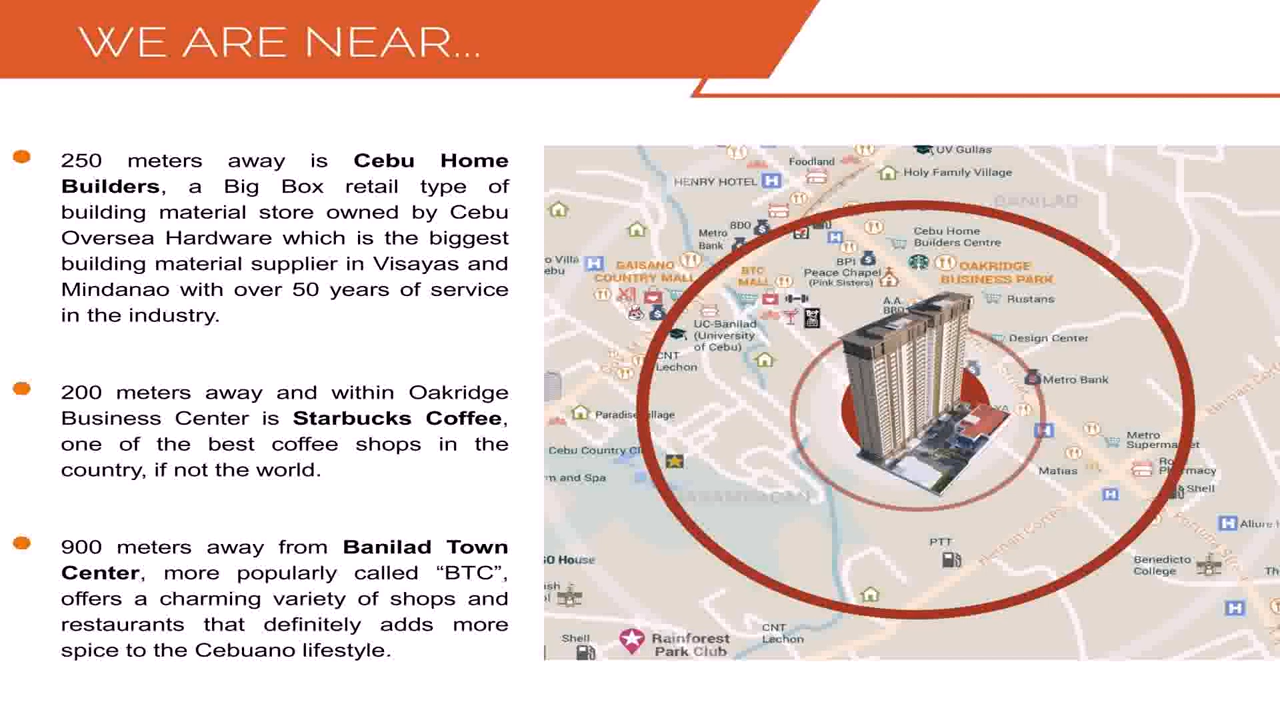 WE ARE NEAR...
250 meters away is Cebu Home
Builders, a Big Box retail type of
building material store owned by Cebu
Oversea Hardware which is the biggest
building material supplier in Visayas and
Mindanao with over 50 years of service
in the industry.
200 meters away and within Oakridge
Business Center is Starbucks Coffee,
one of the best coffee shops in the
country, if not the world.
900 meters away from Banilad Town
Center, more popularly called “BTC”,
offers a charming variety of shops and
restaurants that definitely adds more
spice to the Cebuano lifestyle.
UV Gullas
Foodland
Holy Family Village
HENRY HOTEL
BANILAD
BDO
Metro
Bank
Cebu Home
Builders Centre
BPI
Peace Chapel
(Pink Sisters)
OAKRIDGE
BUSINESS PARK
o Villa
ebu
GAISANO
COUNTRY MALL
BTC
MALL
Rustans
A.A.
UC-Banilad
(University
of Cebu)
Design Center
CNT
Lechon
Metro Bank
Paradise Village
Cebu Country
Metro
Supermarket
Matias
Pharmacy
m and Spa
Shell
Allure
PTT
GO House
Benedicto
College
Th
Shell
Rainforest
Park Club
CNT
Lechon